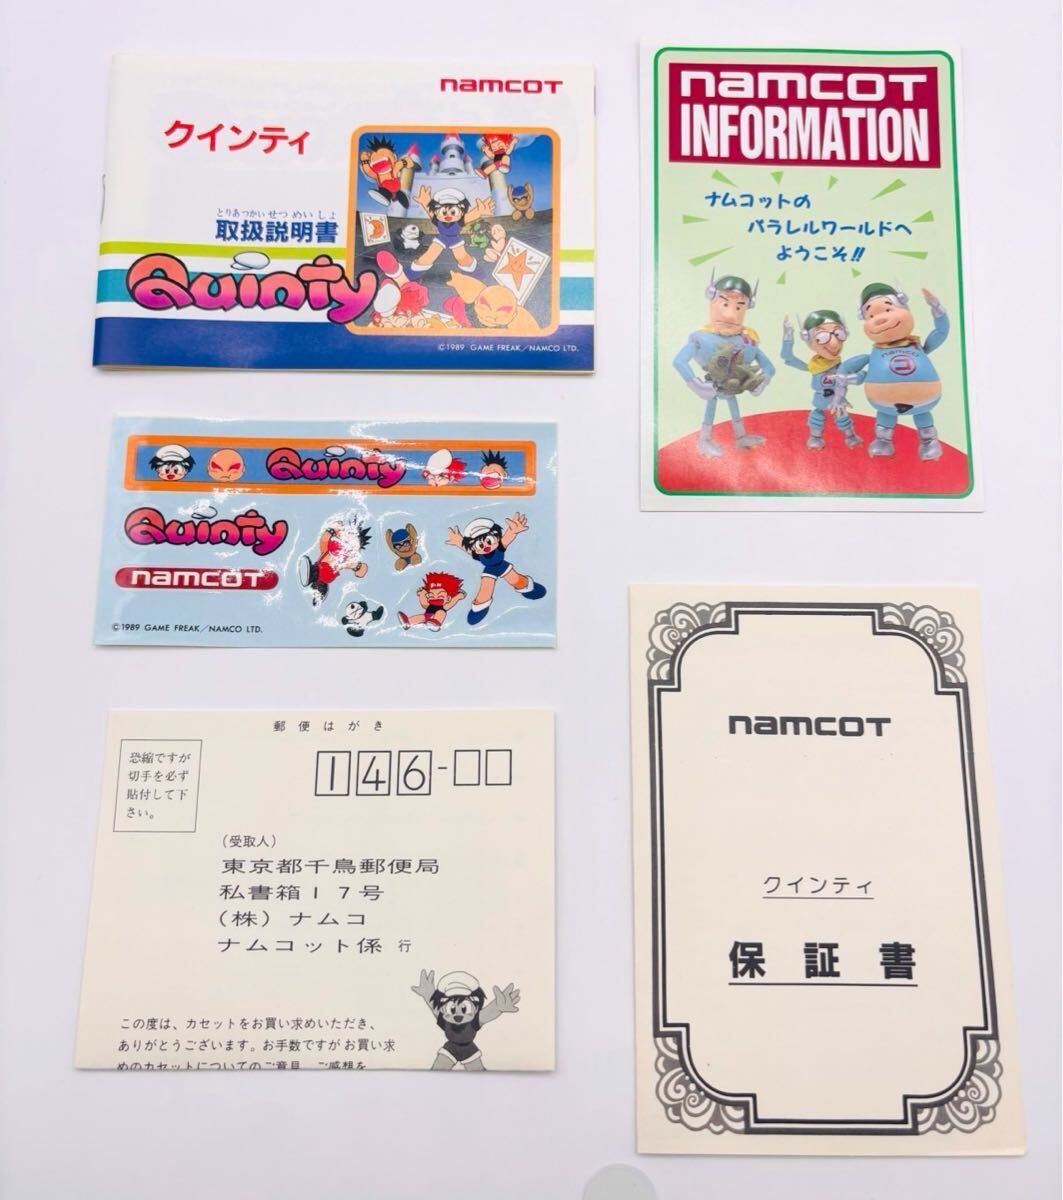 namcoT
クインティ
とりあつかいせつめいしょ
取扱説明書
Quinty
©1989 GAME FREAK/NAMCO LTD.
namcoT
INFORMATION
ナムコットの
パラレルワールドへ
ようこそ!!
namco
コ
ム
Quinty
Quinty
namcoT
©1989 GAME FREAK/NAMCO LTD.
郵便はがき
恐縮ですが
切手を必ず
貼付して下
さい。
146-
(受取人)
東京都千鳥郵便局
私書箱17号
(株)ナムコ
ナムコット係 行
この度は、カセットをお買い求めいただき、
ありがとうございます。お手数ですがお買い求
めのカセットについてのご意見、ご感想を
namcoT
クインティ
保証書